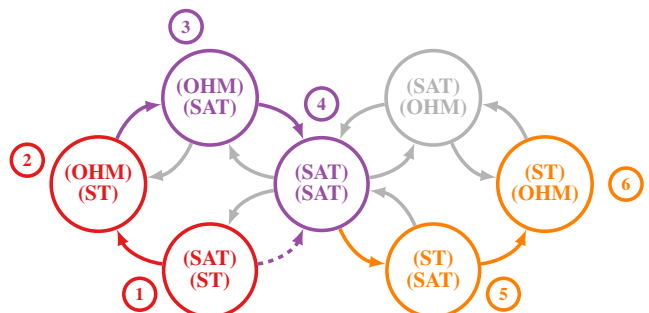 3
(OHM)
(SAT)
(SAT)
(OHM)
4
2
(OHM)
(ST)
(SAT)
(SAT)
(ST)
(OHM)
6
(SAT)
(ST)
(ST)
(SAT)
1
5